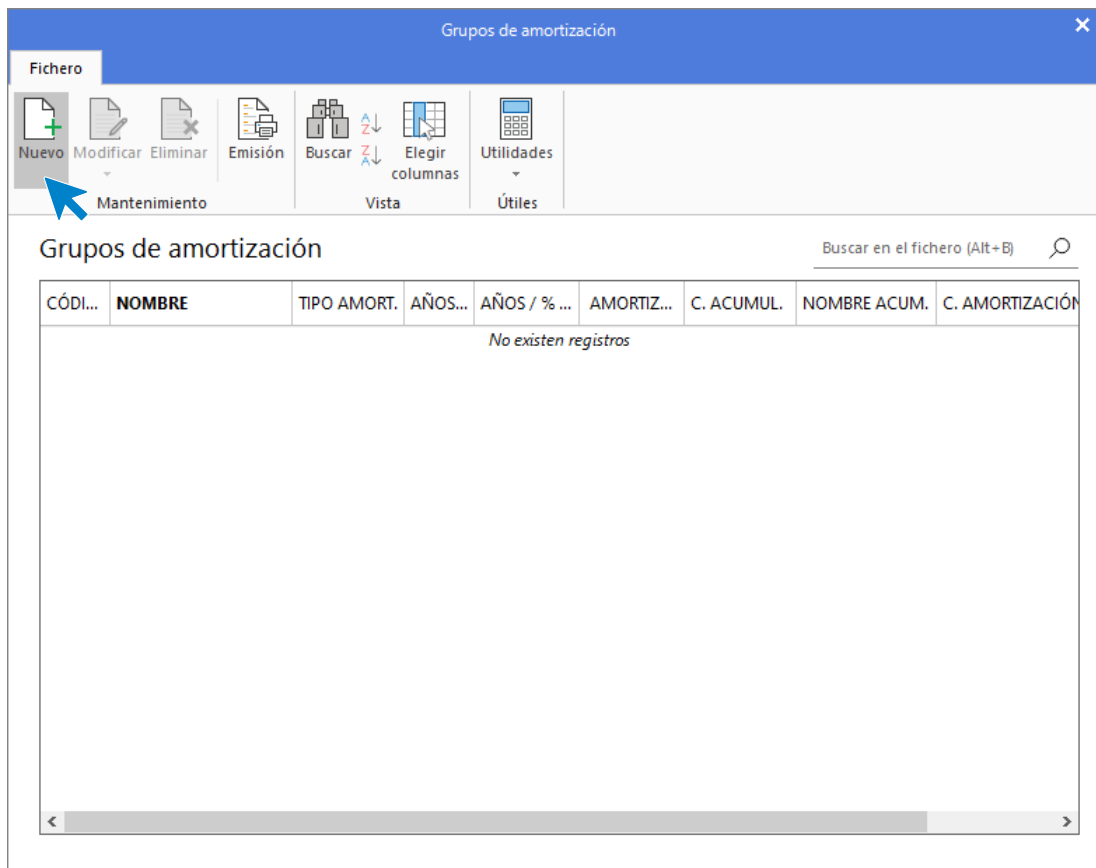 Grupos de amortización
Fichero
Nuevo Modificar Eliminar Emisión Buscar Elegir columnas Utilidades
Mantenimiento Vista Útiles
Grupos de amortización
Buscar en el fichero (Alt+B)
CÓDI... NOMBRE TIPO AMORT. AÑOS... AÑOS / % ... AMORTIZ... C. ACUMUL. NOMBRE ACUM. C. AMORTIZACIÓN
No existen registros